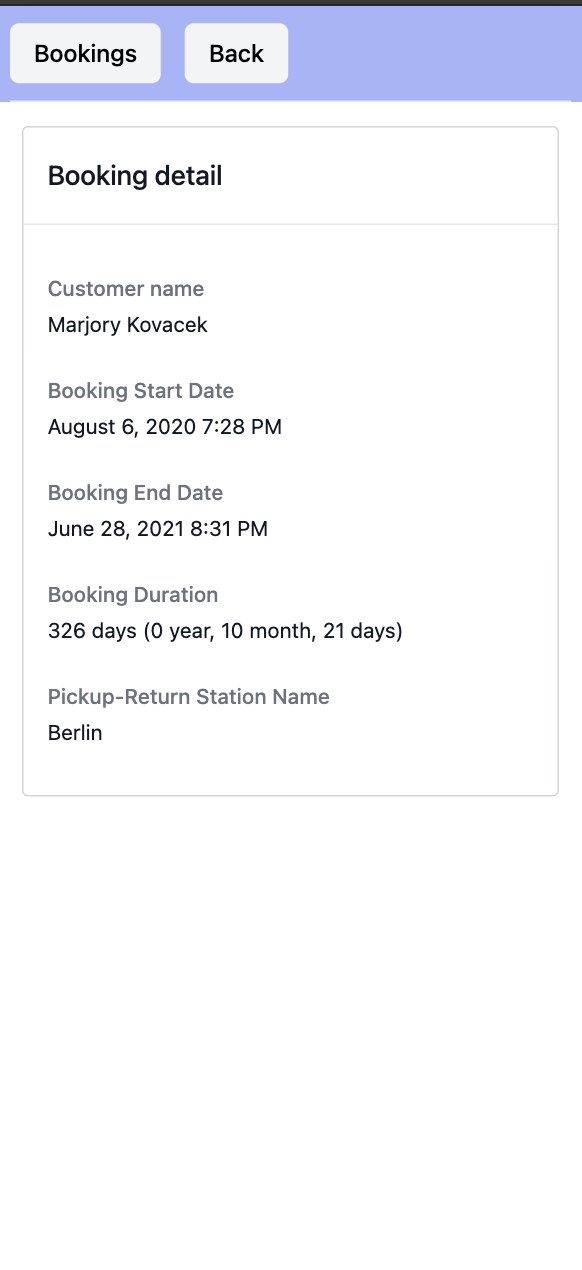 Bookings Back
Booking detail
Customer name
Marjory Kovacek
Booking Start Date
August 6, 2020 7:28 PM
Booking End Date
June 28, 2021 8:31 PM
Booking Duration
326 days (0 year, 10 month, 21 days)
Pickup-Return Station Name
Berlin